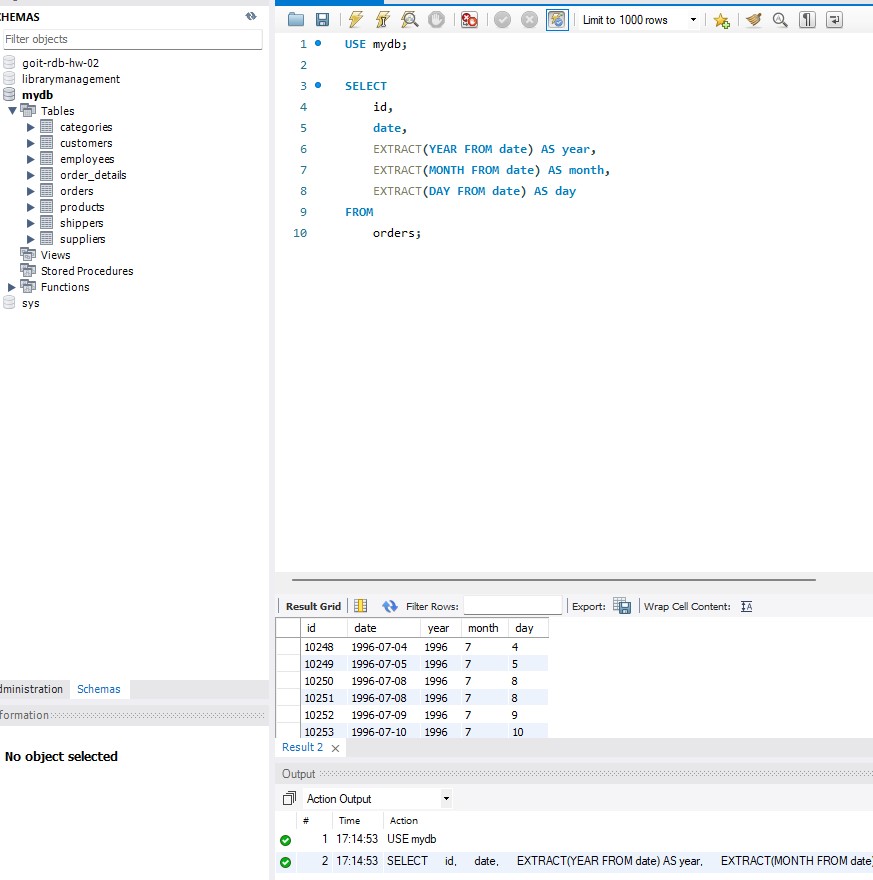 CHEMAS
Filter objects
goit-rdb-hw-02
librarymanagement
mydb
Tables
categories
customers
employees
order_details
orders
products
shippers
suppliers
Views
Stored Procedures
Functions
sys
dministration Schemas
formation
No object selected
Limit to 1000 rows
1 USE mydb;
2
3 SELECT
4 id,
5 date,
6 EXTRACT(YEAR FROM date) AS year,
7 EXTRACT(MONTH FROM date) AS month,
8 EXTRACT(DAY FROM date) AS day
9 FROM
10 orders;
Result Grid Filter Rows: Export: Wrap Cell Content: IA
id date year month day
10248 1996-07-04 1996 7 4
10249 1996-07-05 1996 7 5
10250 1996-07-08 1996 7 8
10251 1996-07-08 1996 7 8
10252 1996-07-09 1996 7 9
10253 1996-07-10 1996 7 10
Result 2
Output
Action Output
# Time Action
1 17:14:53 USE mydb
2 17:14:53 SELECT id, date, EXTRACT(YEAR FROM date) AS year, EXTRACT(MONTH FROM date)